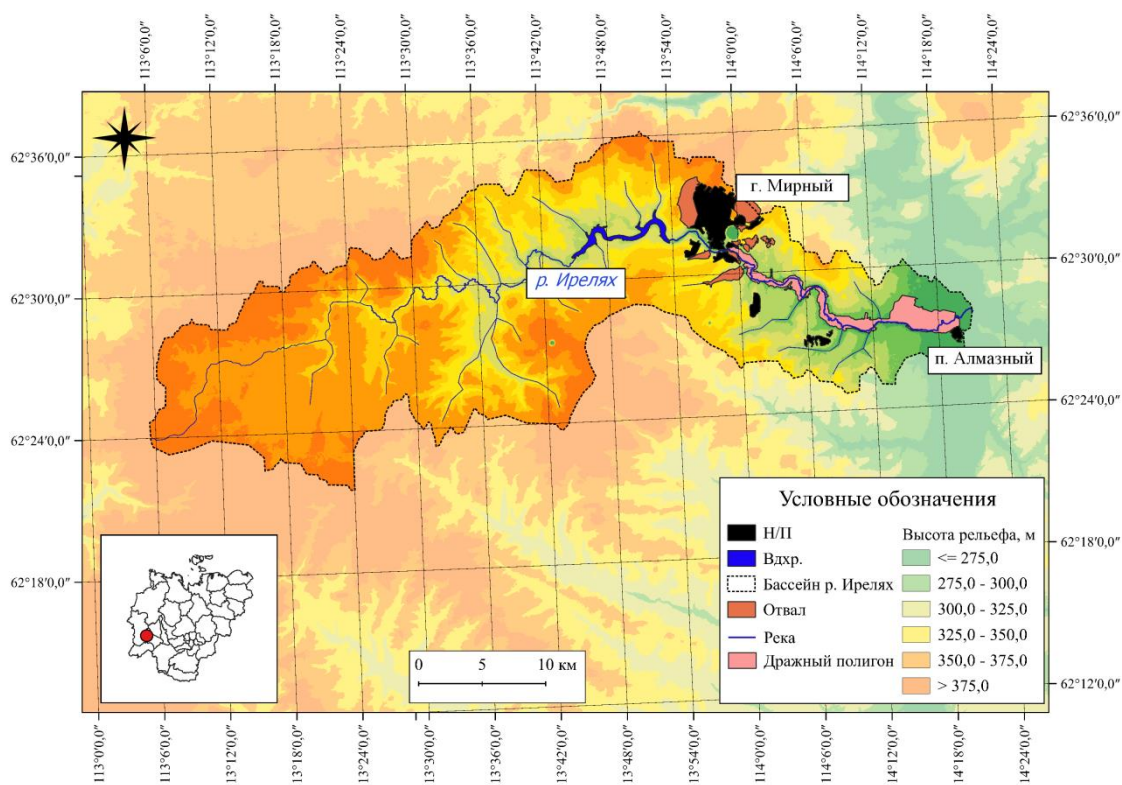 113°6'0,0"
113°12'0,0"
113°18'0,0"
113°24'0,0"
113°30'0,0"
113°36'0,0"
113°42'0,0"
113°48'0,0"
113°54'0,0"
114°0'0,0"
114°6'0,0"
114°12'0,0"
114°18'0,0"
114°24'0,0"
62°36'0,0"
62°30'0,0"
62°24'0,0"
62°18'0,0"
62°36'0,0"
62°30'0,0"
62°24'0,0"
62°18'0,0"
62°12'0,0"
г. Мирный
р. Ирелях
п. Алмазный
Условные обозначения
Н/П
Вдхр.
Бассейн р. Ирелях
Отвал
Река
Дражный полигон
Высота рельефа, м
<= 275,0
275,0 - 300,0
300,0 - 325,0
325,0 - 350,0
350,0 - 375,0
> 375,0
0 5 10 км
113°0'0,0"
113°6'0,0"
113°12'0,0"
113°18'0,0"
113°24'0,0"
113°30'0,0"
113°36'0,0"
113°42'0,0"
113°48'0,0"
113°54'0,0"
114°0'0,0"
114°6'0,0"
114°12'0,0"
114°18'0,0"
114°24'0,0"